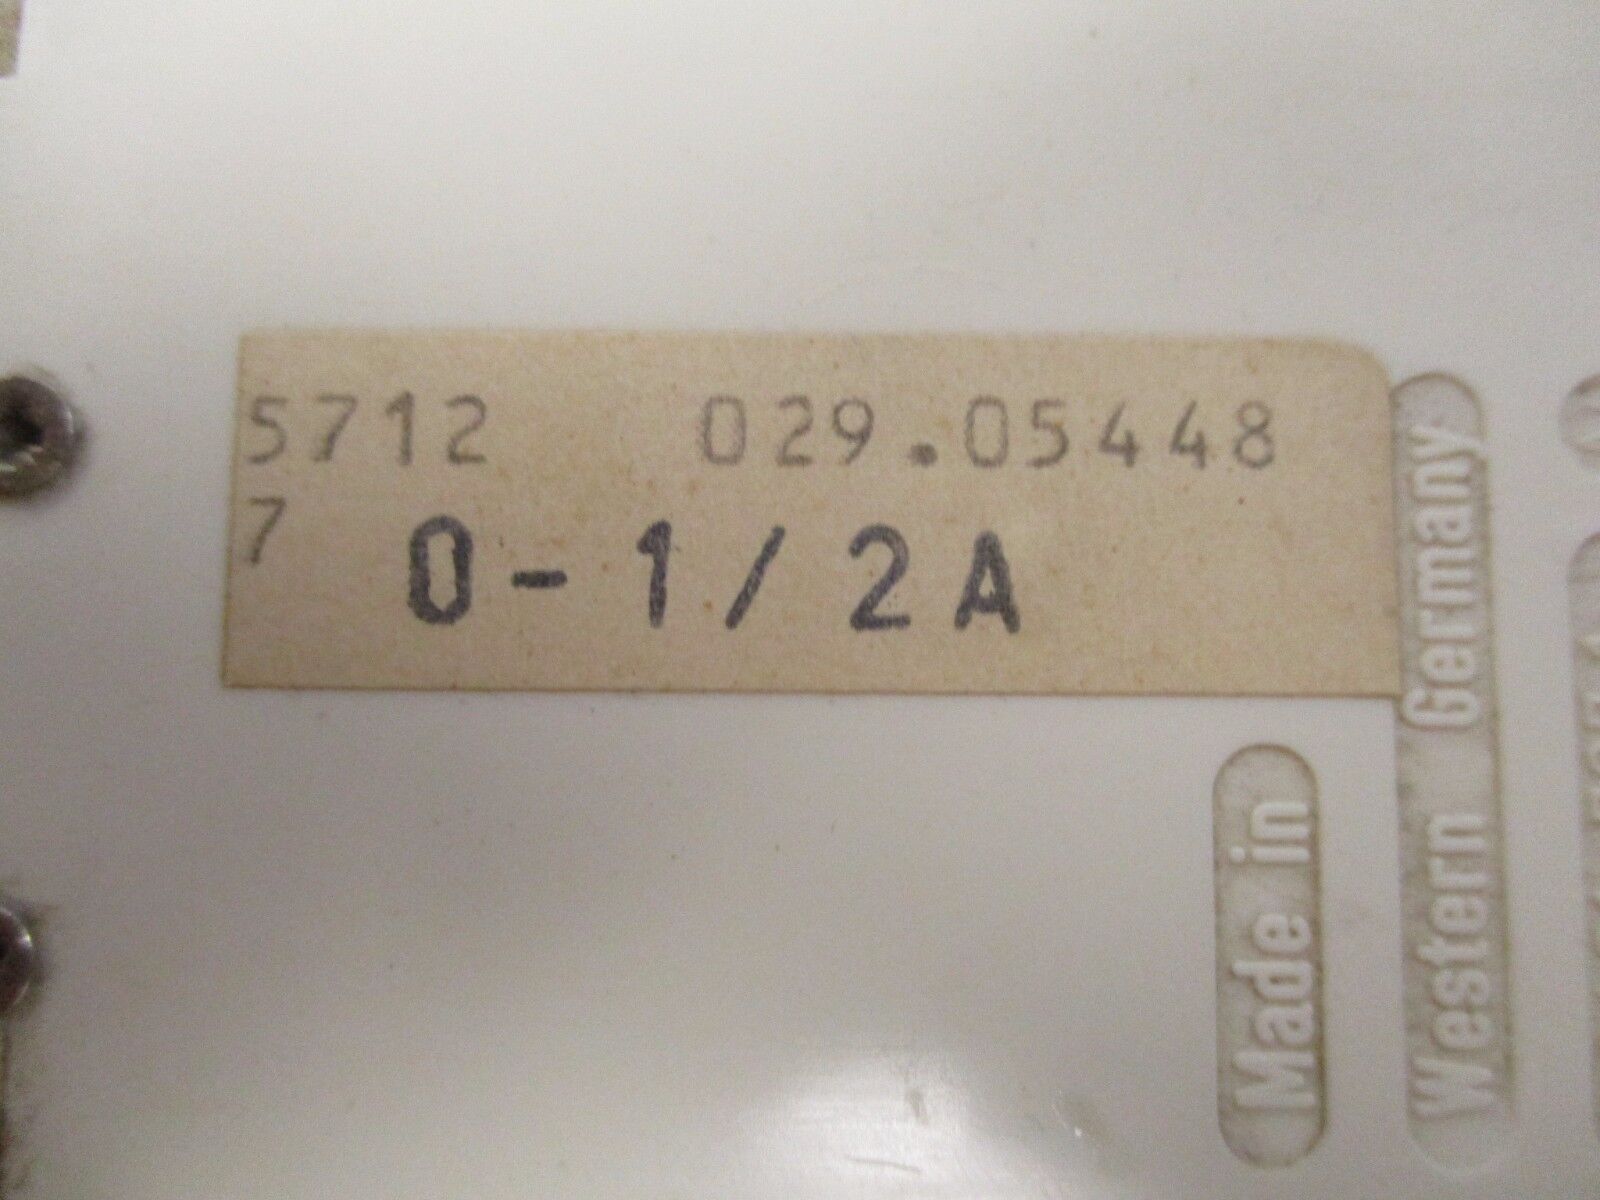 5712 029.05448
7 0-1/2A
Made in
Western Germany